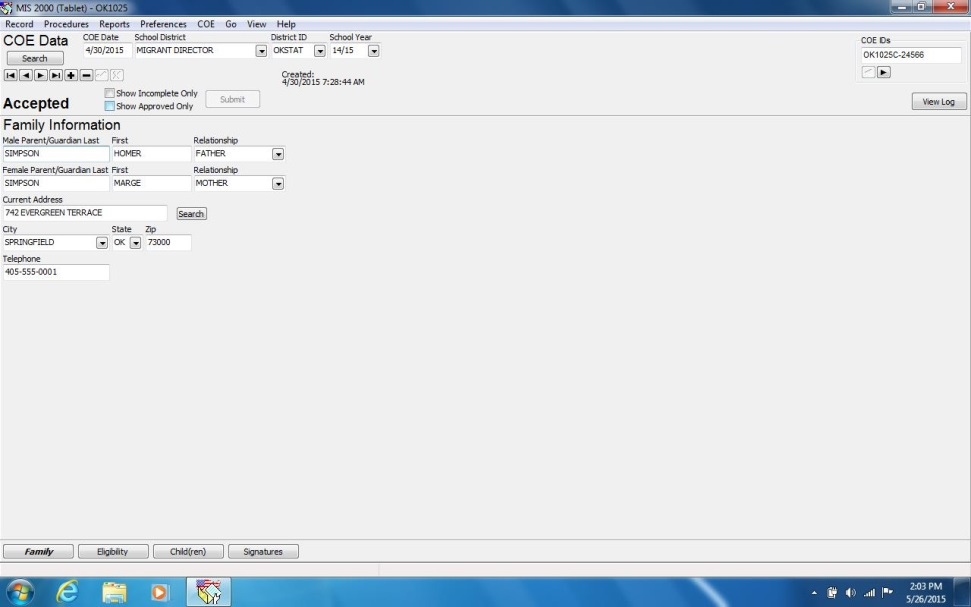 MIS 2000 (Tablet) - OK1025
Record Procedures Reports Preferences COE Go View Help
COE Data COE Date School District District ID School Year COE IDs
4/30/2015 MIGRANT DIRECTOR OKSTAT 14/15 OK1025C-24566
Search
Created:
4/30/2015 7:28:44 AM
Show Incomplete Only
Accepted Show Approved Only Submit View Log
Family Information
Male Parent/Guardian Last First Relationship
SIMPSON HOMER FATHER
Female Parent/Guardian Last First Relationship
SIMPSON MARGE MOTHER
Current Address
742 EVERGREEN TERRACE Search
City State Zip
SPRINGFIELD OK 73000
Telephone
405-555-0001
Family Eligibility Child(ren) Signatures
2:03 PM
5/26/2015